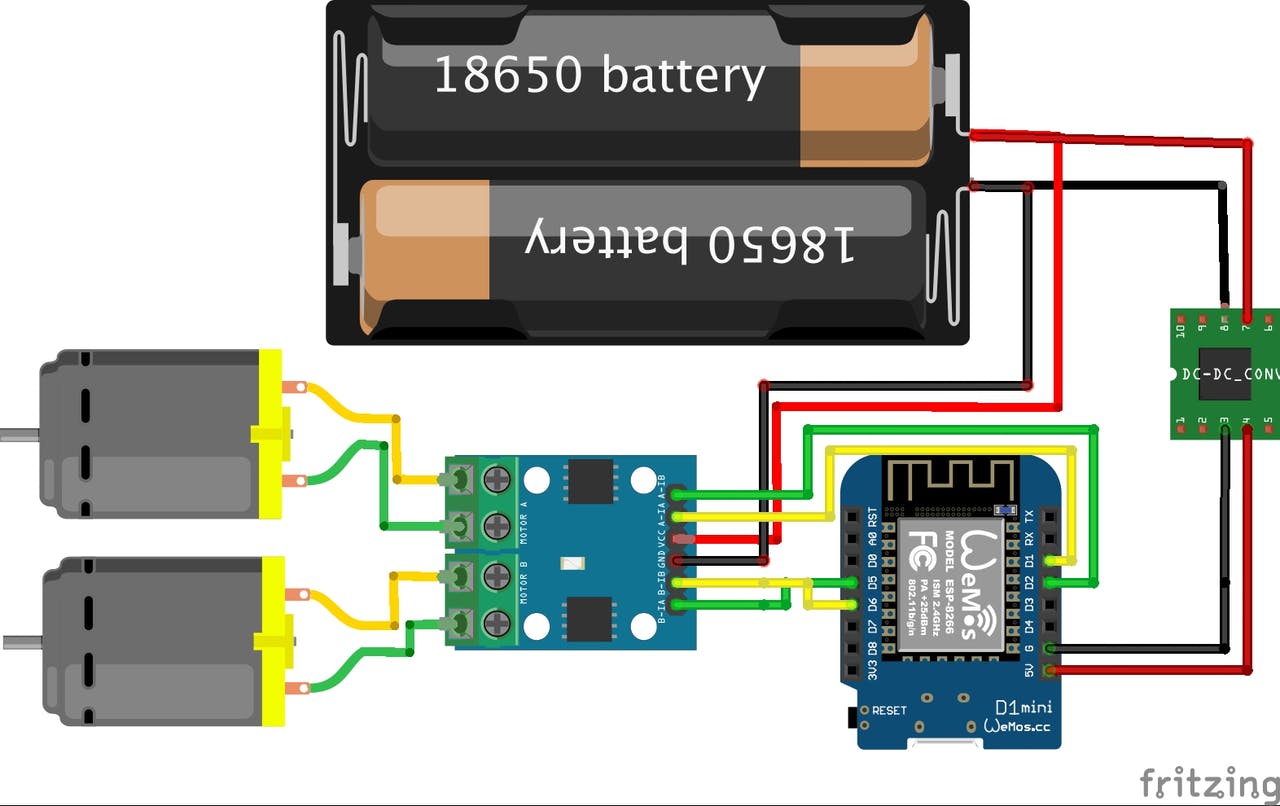 18650 battery
18650 battery
10 9 8 7 6
DC-DC_CONV
1 2 3 4 5
MOTOR A
MOTOR B
A-IB
A-IA
VCC
GND
B-IB
B-IA
RST
A0
D0
D5
D6
D7
D8
3V3
TX
RX
D1
D2
D3
D4
G
5V
WeMos
MODEL ESP-8266
ISM 2.4GHz
PA +25dBm
802.11b/g/n
FC
RESET
D1mini
WeMos.cc
fritzing